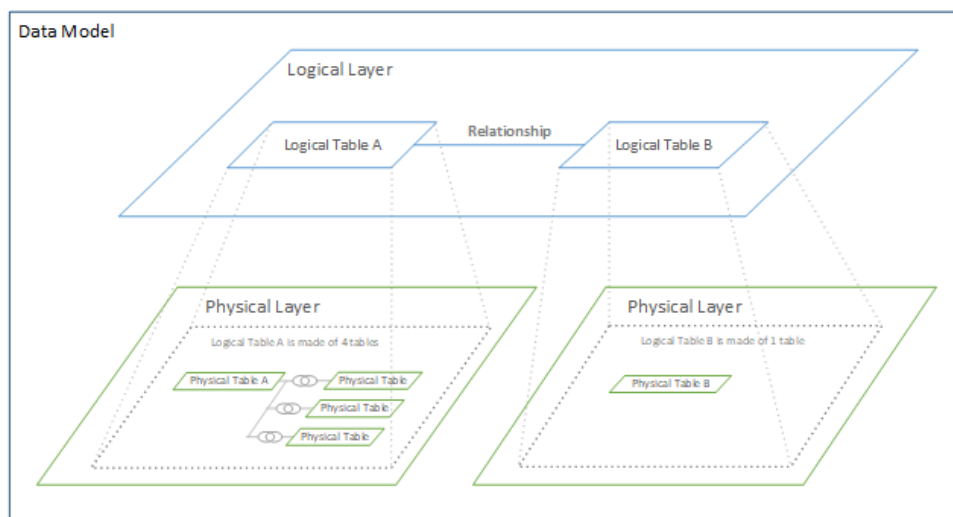 Data Model
Logical Layer
Logical Table A
Relationship
Logical Table B
Physical Layer
Logical Table A is made of 4 tables
Physical Table A
Physical Table
Physical Table
Physical Table
Physical Layer
Logical Table B is made of 1 table
Physical Table B